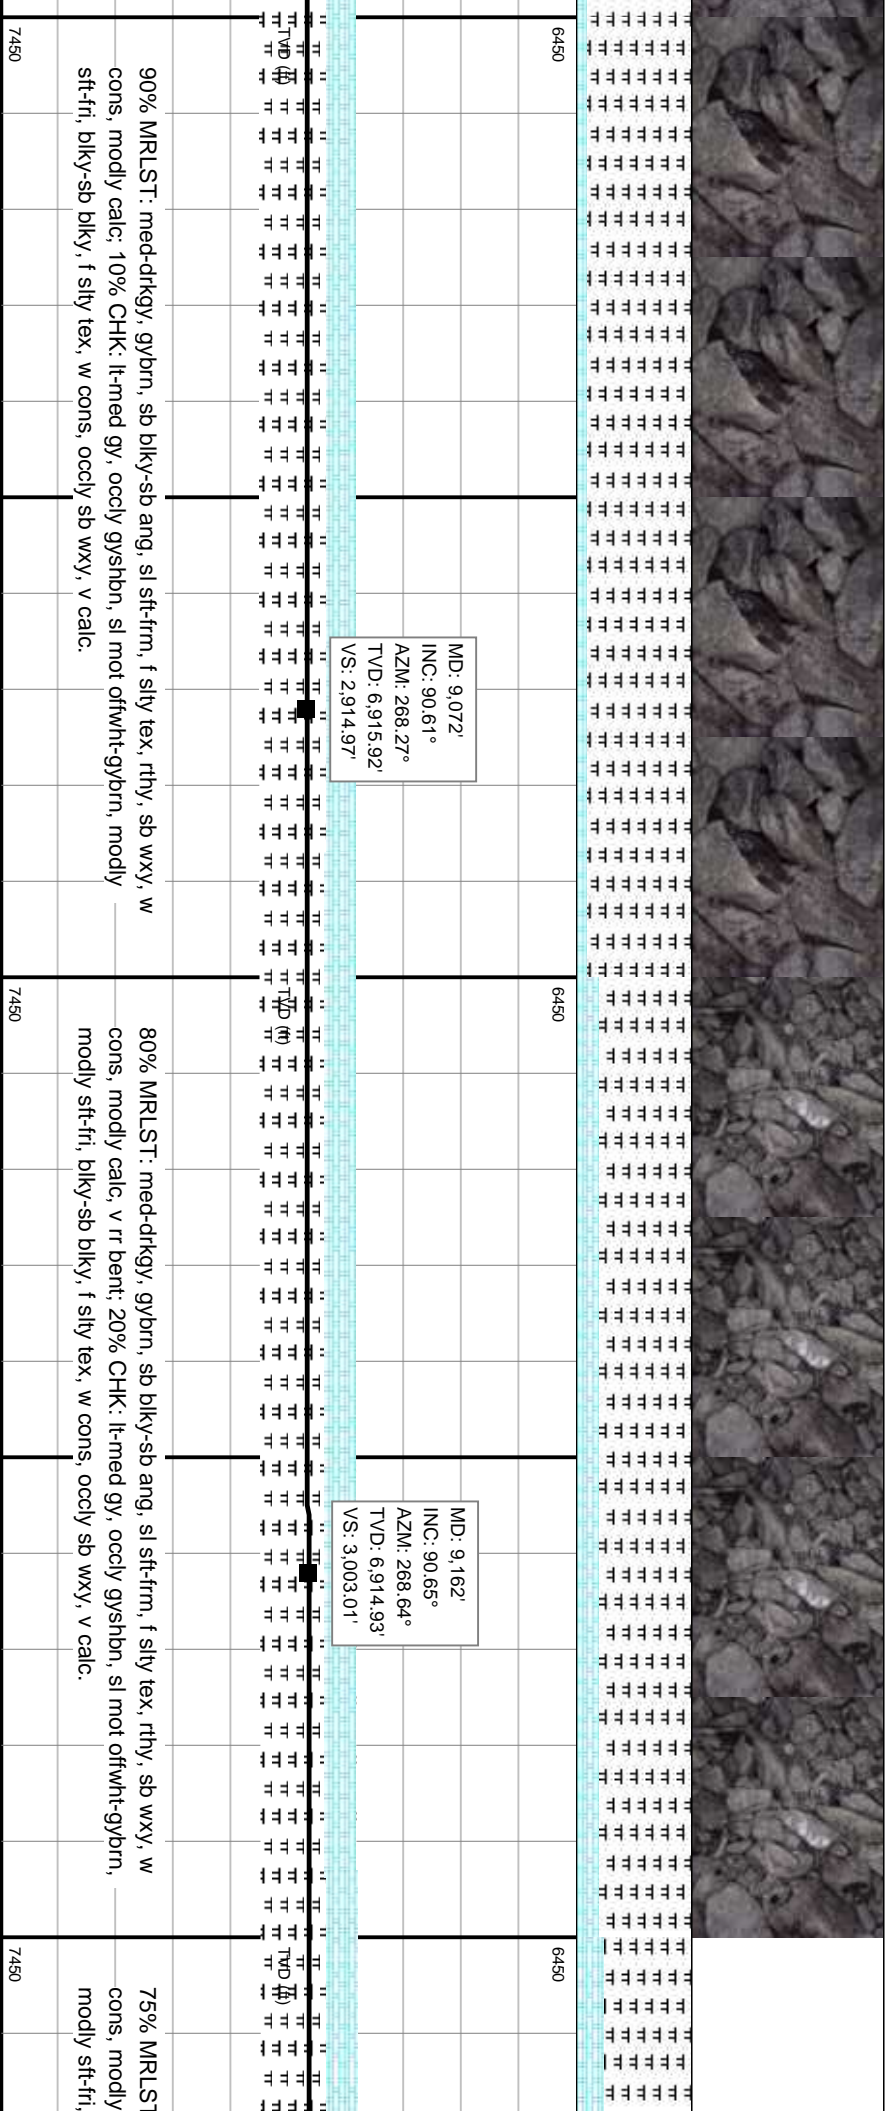 6450
TVD (ft)
7450
90% MRLST: med-drkgy, gybrn, sb blky-sb ang, sl sft-frm, f slty tex, rthy, sb wxy, w
cons, modly calc; 10% CHK: lt-med gy, occly gyshbn, sl mot offwht-gybrn, modly
sft-fri, blky-sb blky, f slty tex, w cons, occly sb wxy, v calc.
MD: 9,072'
INC: 90.61°
AZM: 268.27°
TVD: 6,915.92'
VS: 2,914.97'
6450
TVD (ft)
7450
80% MRLST: med-drkgy, gybrn, sb blky-sb ang, sl sft-frm, f slty tex, rthy, sb wxy, w
cons, modly calc, v rr bent; 20% CHK: lt-med gy, occly gyshbn, sl mot offwht-gybrn,
modly sft-fri, blky-sb blky, f slty tex, w cons, occly sb wxy, v calc.
MD: 9,162'
INC: 90.65°
AZM: 268.64°
TVD: 6,914.93'
VS: 3,003.01'
6450
TVD (ft)
7450
75% MRLST
cons, modly
modly sft-fri,